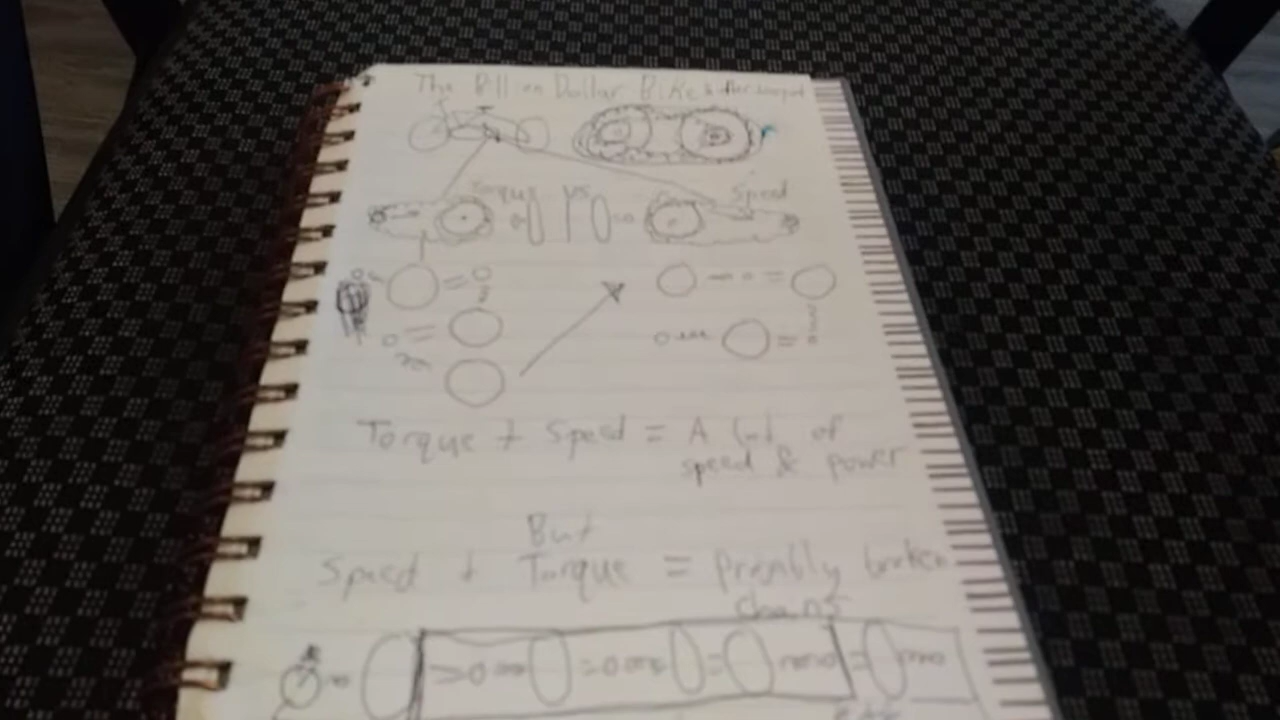 The Billion Dollar Bike
Torque VS Speed
Torque + Speed = A lot of
speed & power
But
Speed + Torque = Probably broken
chains